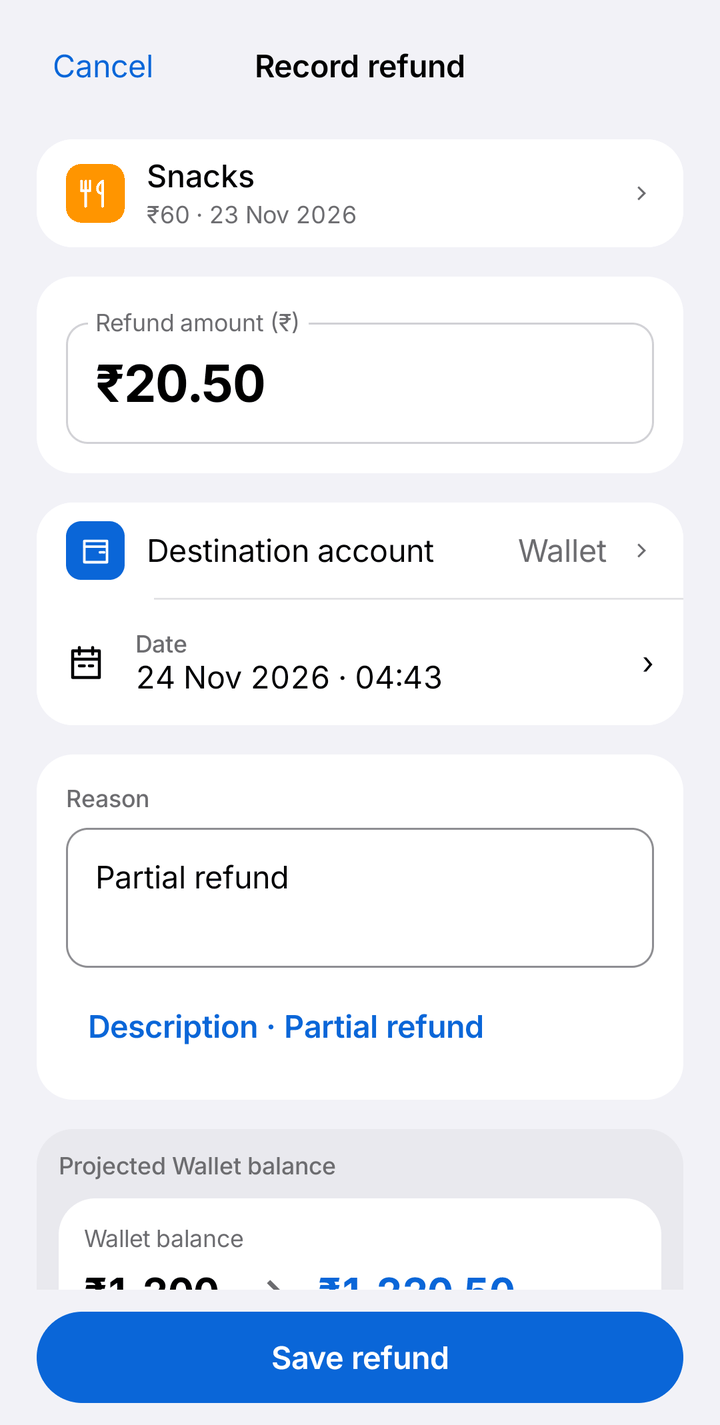 Cancel
Record refund
Snacks
₹60 · 23 Nov 2026
Refund amount (₹)
₹20.50
Destination account
Wallet
Date
24 Nov 2026 · 04:43
Reason
Partial refund
Description · Partial refund
Projected Wallet balance
Wallet balance
Save refund